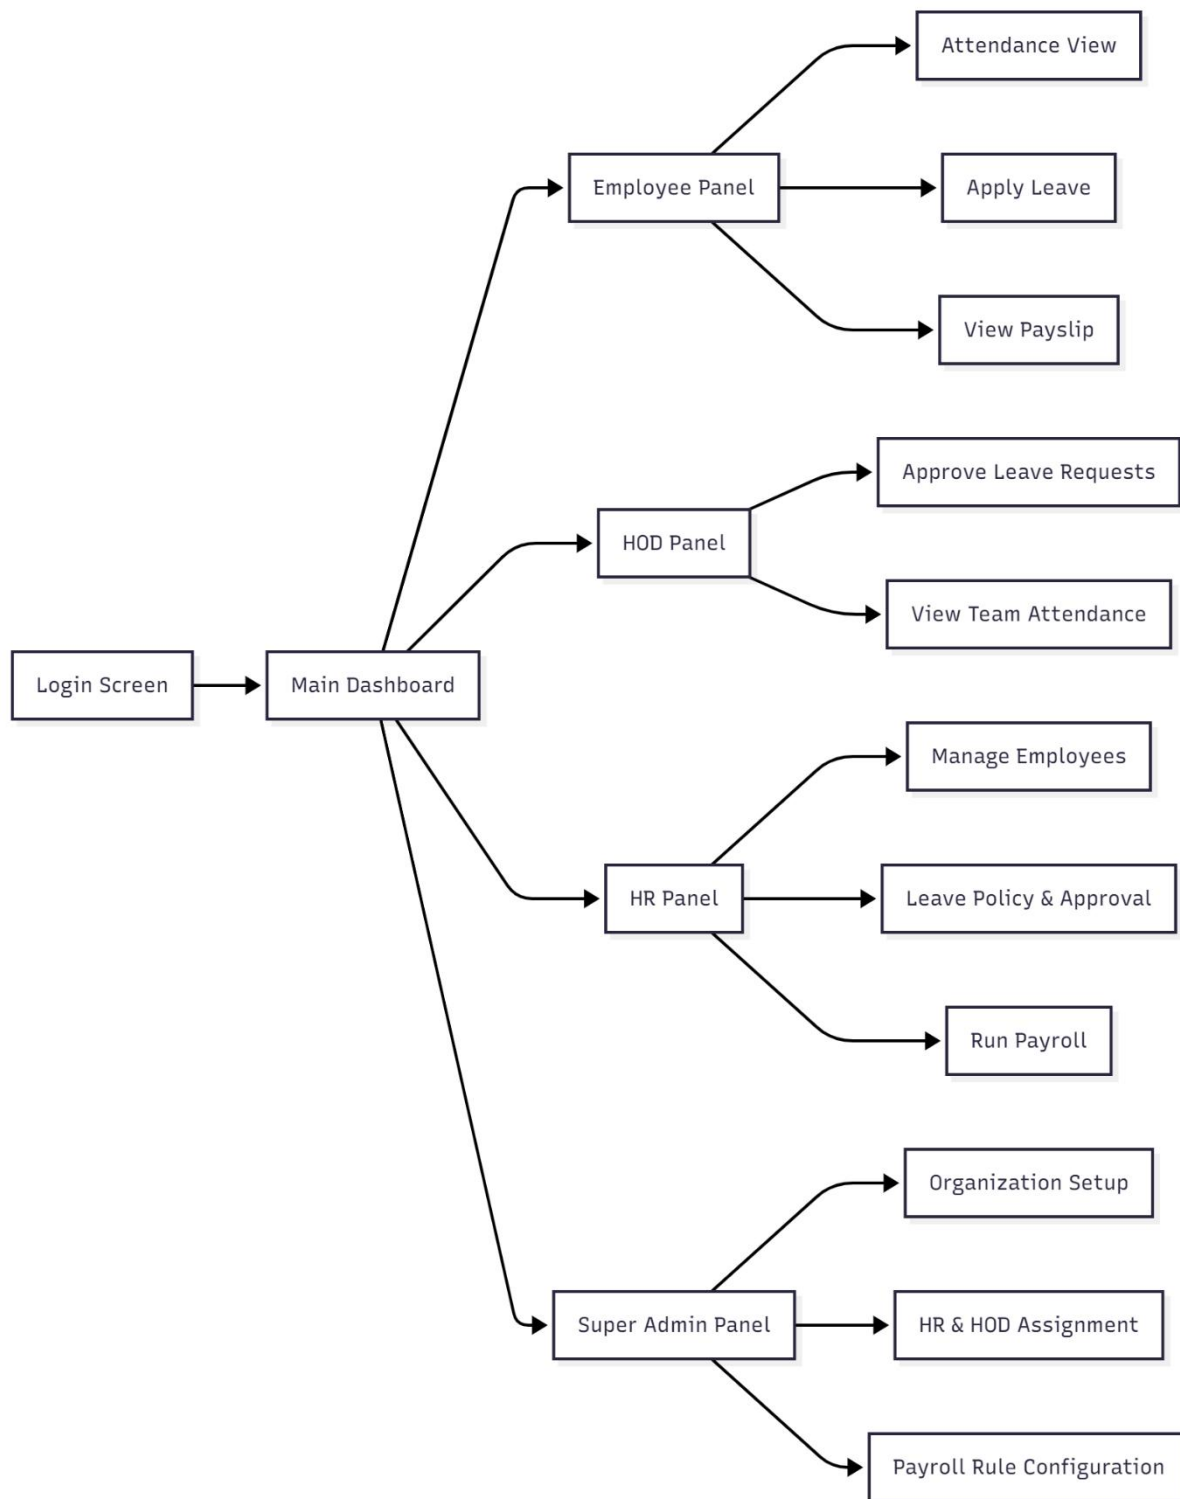 Attendance View
Employee Panel
Apply Leave
View Payslip
Approve Leave Requests
HOD Panel
View Team Attendance
Login Screen
Main Dashboard
Manage Employees
HR Panel
Leave Policy & Approval
Run Payroll
Organization Setup
Super Admin Panel
HR & HOD Assignment
Payroll Rule Configuration